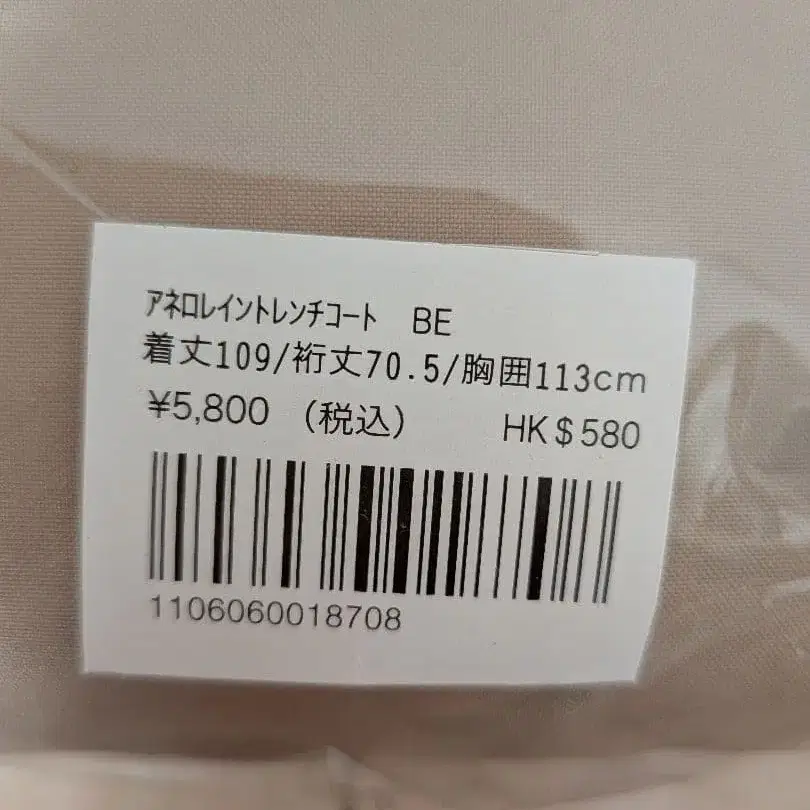 アネロレイントレンチコート　BE
着丈109/裄丈70.5/胸囲113cm
¥5,800 （税込） HK＄580
1106060018708